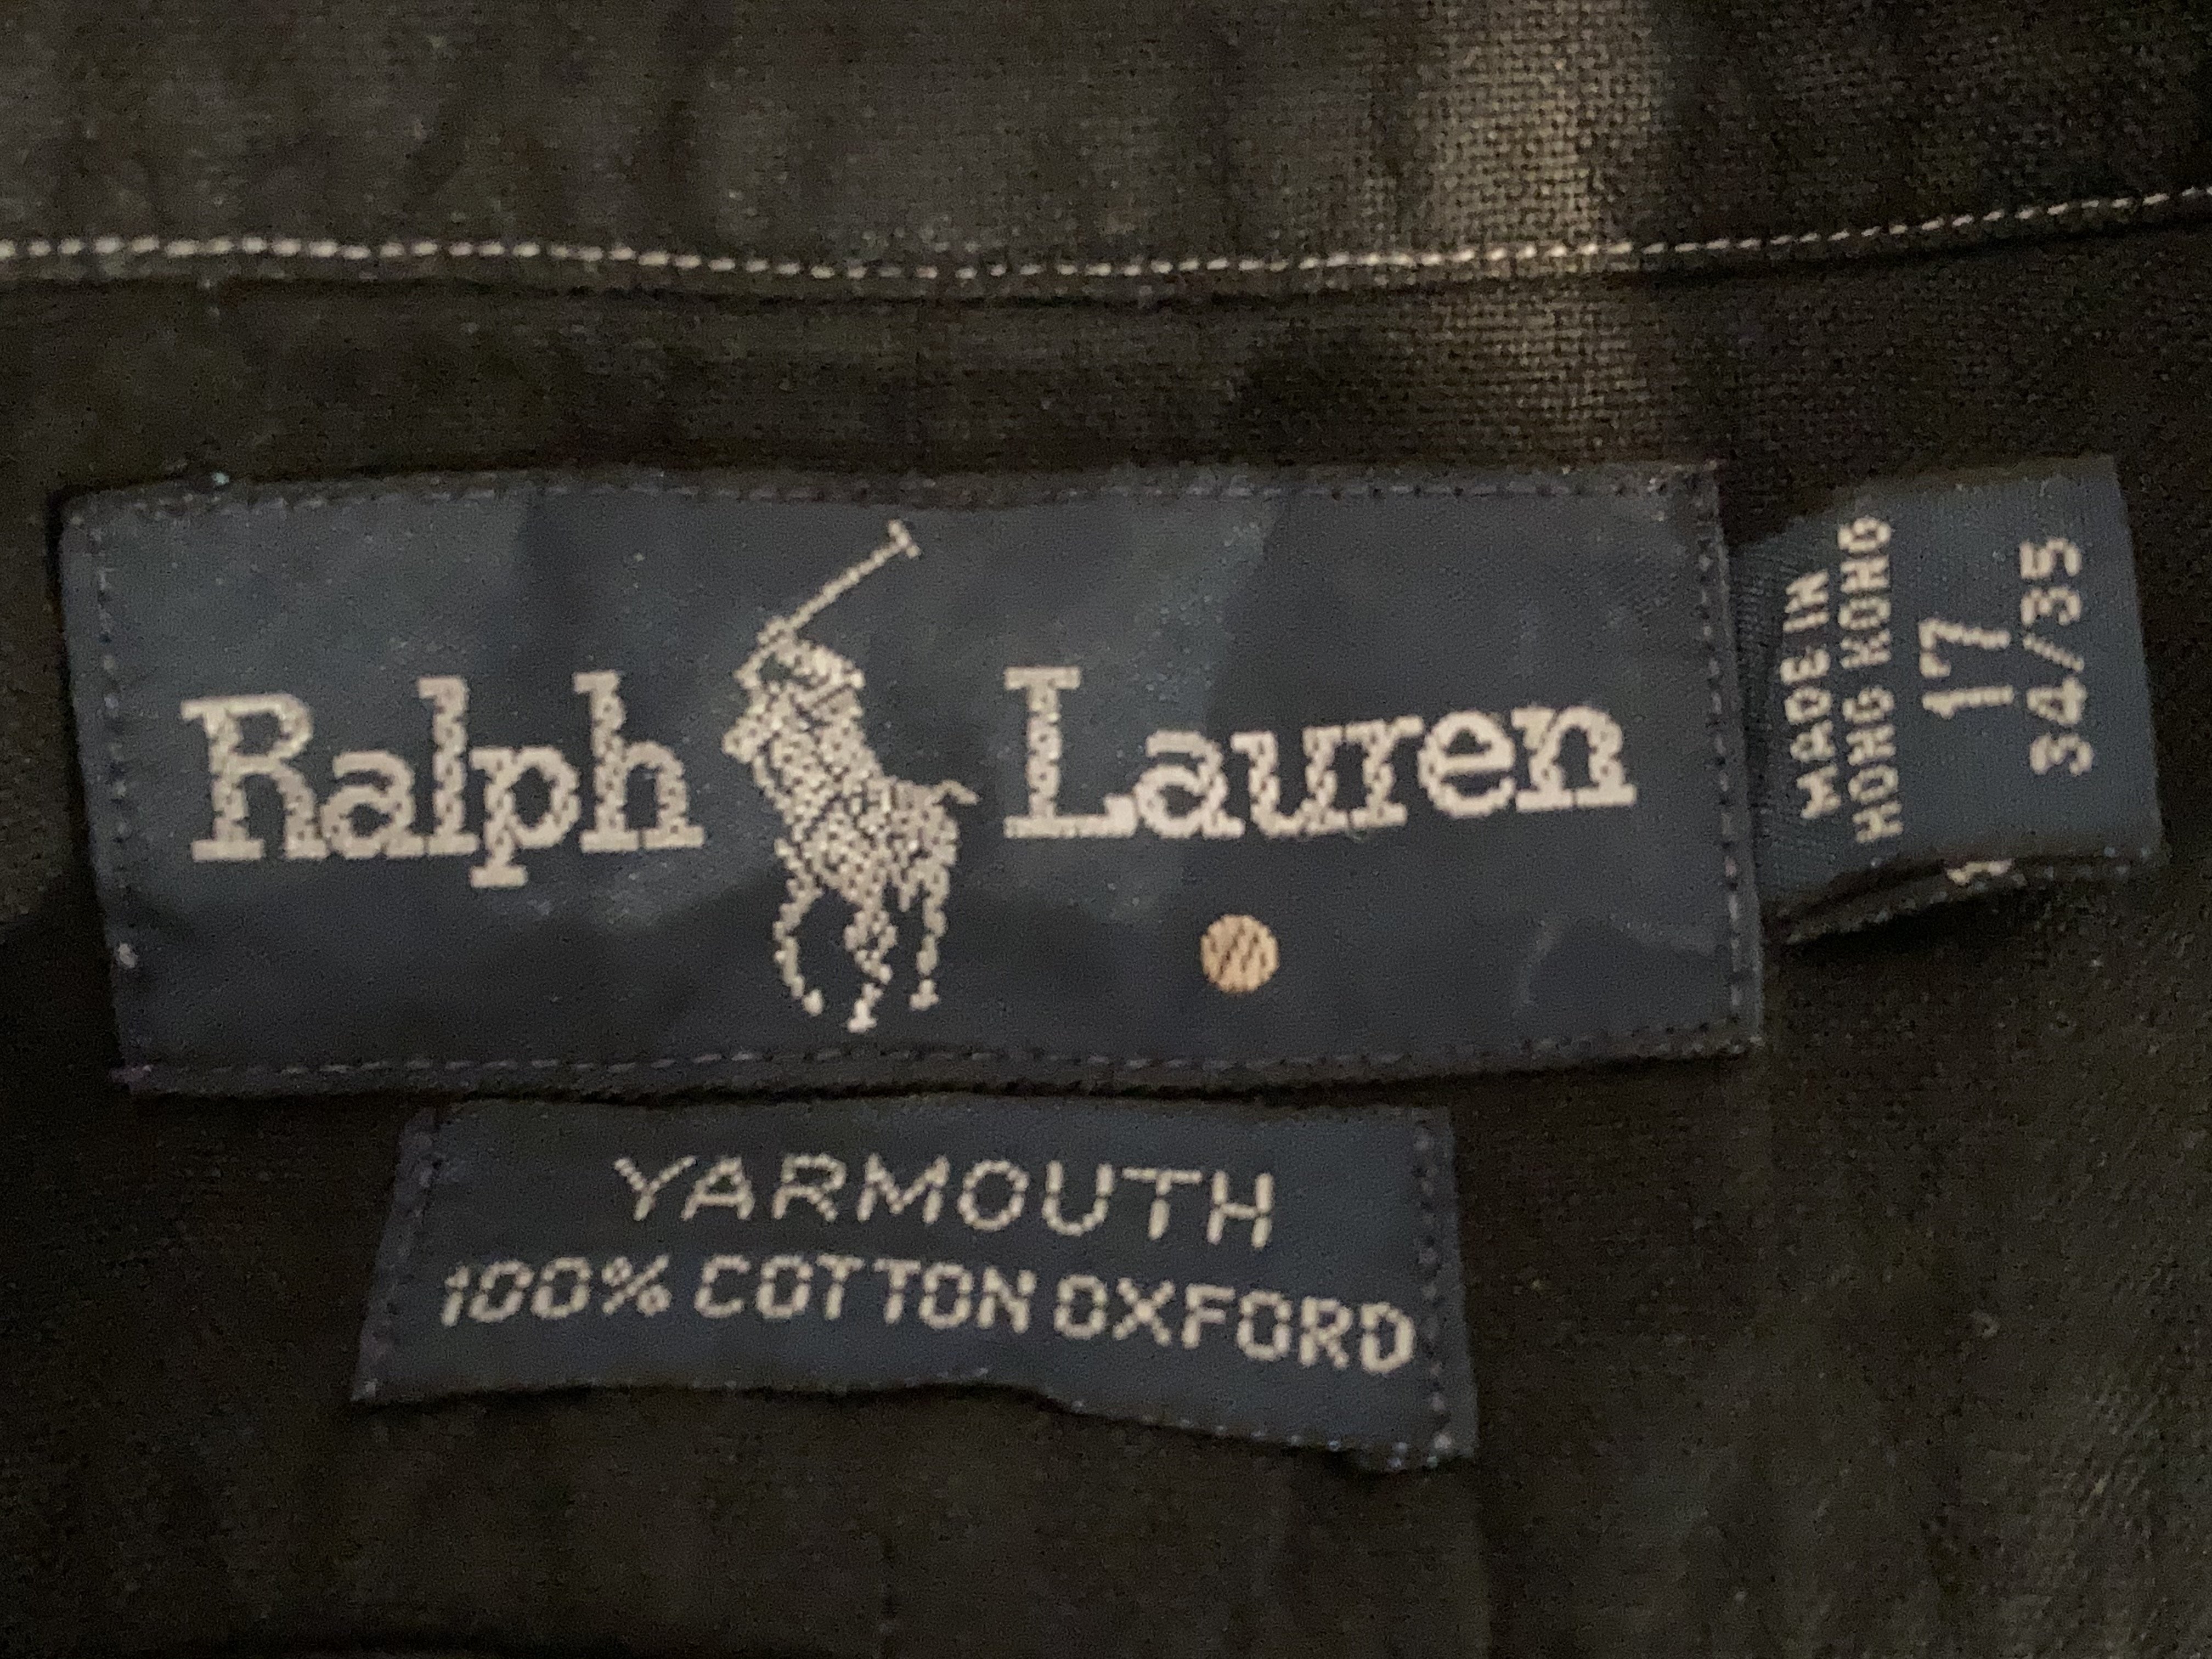 Ralph Lauren
MADE IN
HONG KONG
17
34/35
YARMOUTH
100% COTTON OXFORD